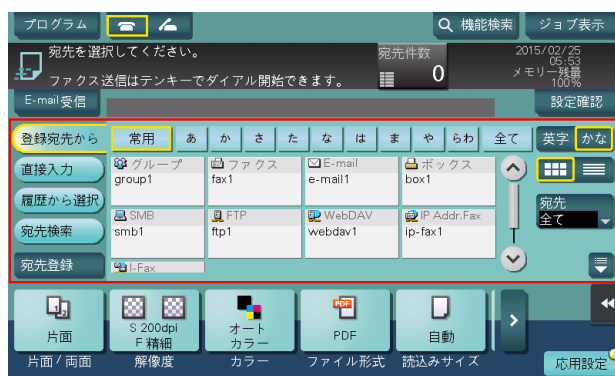 プログラム
機能検索
ジョブ表示
宛先を選択してください。
ファクス送信はテンキーでダイアル開始できます。
宛先件数
0
2015/02/25
05:53
メモリー残量
100%
E-mail受信
設定確認
登録宛先から
常用 あ か さ た な は ま や らわ 全て
英字 かな
直接入力
履歴から選択
宛先検索
宛先登録
グループ
group1
ファクス
fax1
E-mail
e-mail1
ボックス
box1
SMB
smb1
FTP
ftp1
WebDAV
webdav1
IP Addr.Fax
ip-fax1
I-Fax
宛先
全て
片面
片面/両面
S 200dpi
F 精細
解像度
オート
カラー
カラー
PDF
PDF
ファイル形式
自動
読込みサイズ
応用設定